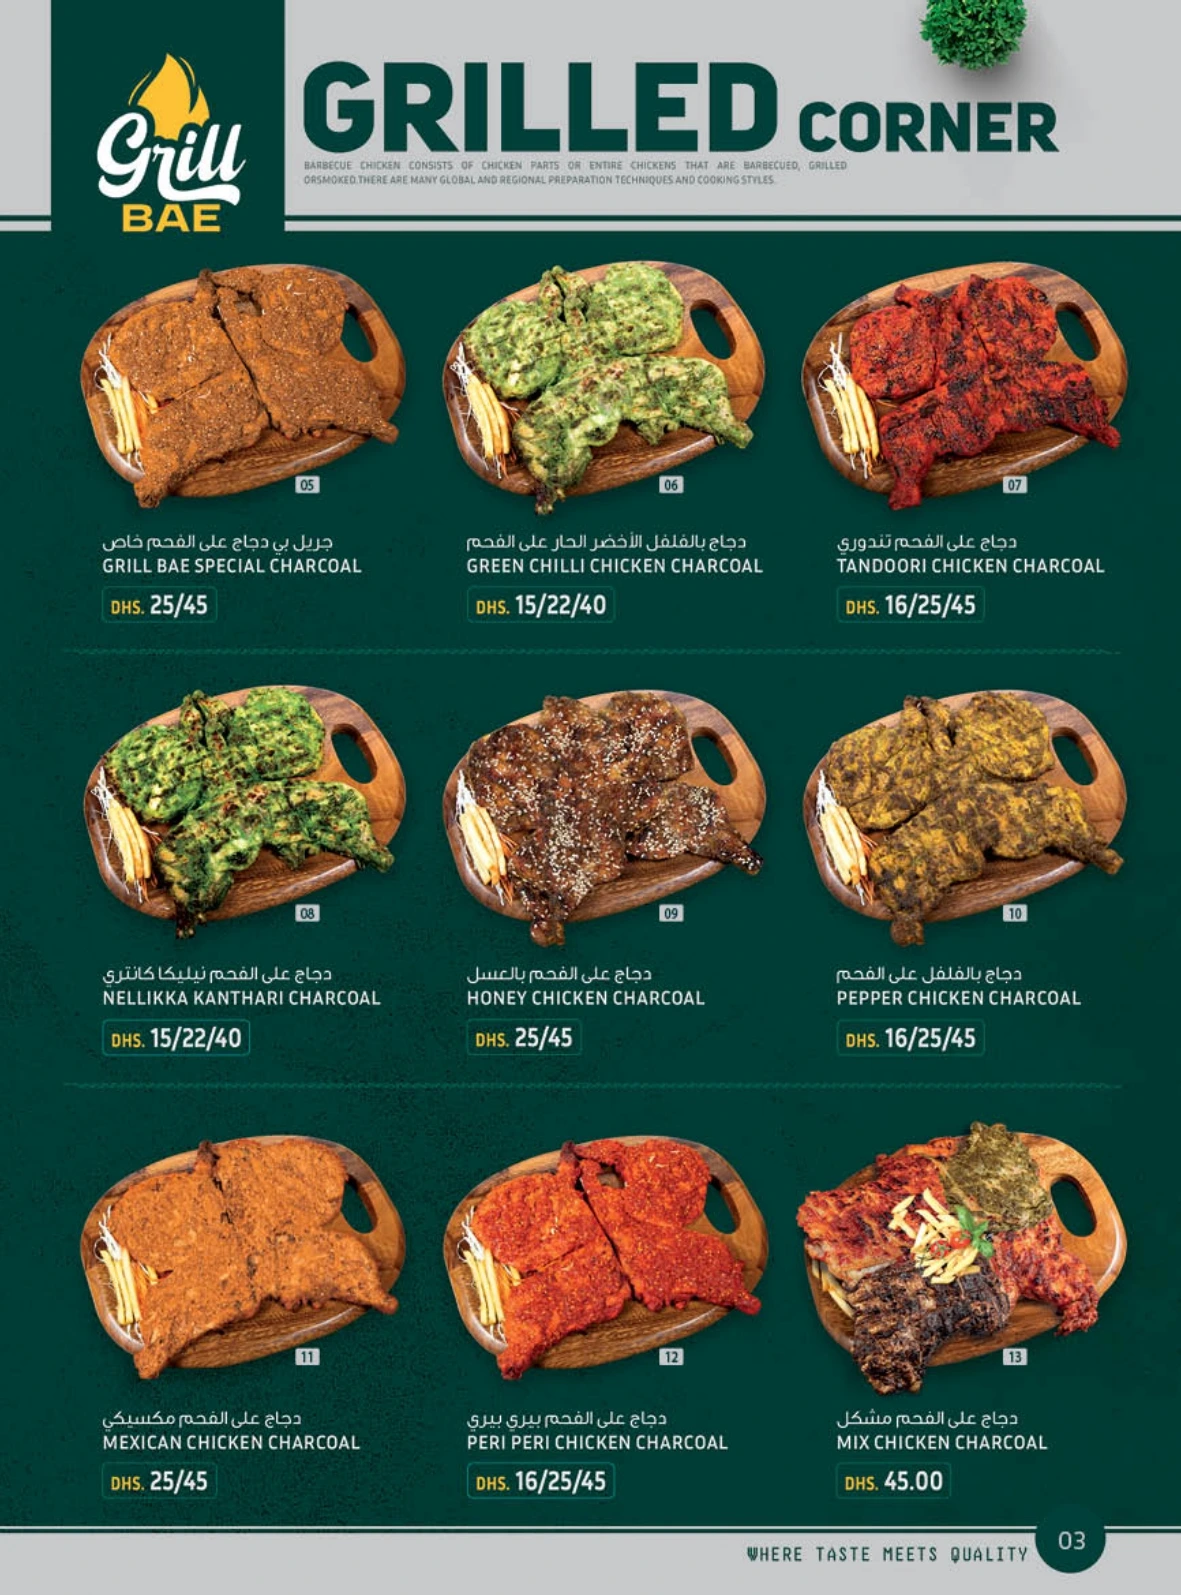 Grill
BAE
GRILLED CORNER
BARBECUE CHICKEN CONSISTS OF CHICKEN PARTS OR ENTIRE CHICKENS THAT ARE BARBECUED, GRILLED
ORSMOKED.THERE ARE MANY GLOBAL AND REGIONAL PREPARATION TECHNIQUES AND COOKING STYLES.
05
جريل بي دجاج على الفحم خاص
GRILL BAE SPECIAL CHARCOAL
DHS. 25/45
06
دجاج بالفلفل الأخضر الحار على الفحم
GREEN CHILLI CHICKEN CHARCOAL
DHS. 15/22/40
07
دجاج على الفحم تندوري
TANDOORI CHICKEN CHARCOAL
DHS. 16/25/45
08
دجاج على الفحم نيليكا كانتري
NELLIKKA KANTHARI CHARCOAL
DHS. 15/22/40
09
دجاج على الفحم بالعسل
HONEY CHICKEN CHARCOAL
DHS. 25/45
10
دجاج بالفلفل على الفحم
PEPPER CHICKEN CHARCOAL
DHS. 16/25/45
11
دجاج على الفحم مكسيكي
MEXICAN CHICKEN CHARCOAL
DHS. 25/45
12
دجاج على الفحم بيري بيري
PERI PERI CHICKEN CHARCOAL
DHS. 16/25/45
13
دجاج على الفحم مشكل
MIX CHICKEN CHARCOAL
DHS. 45.00
WHERE TASTE MEETS QUALITY
03